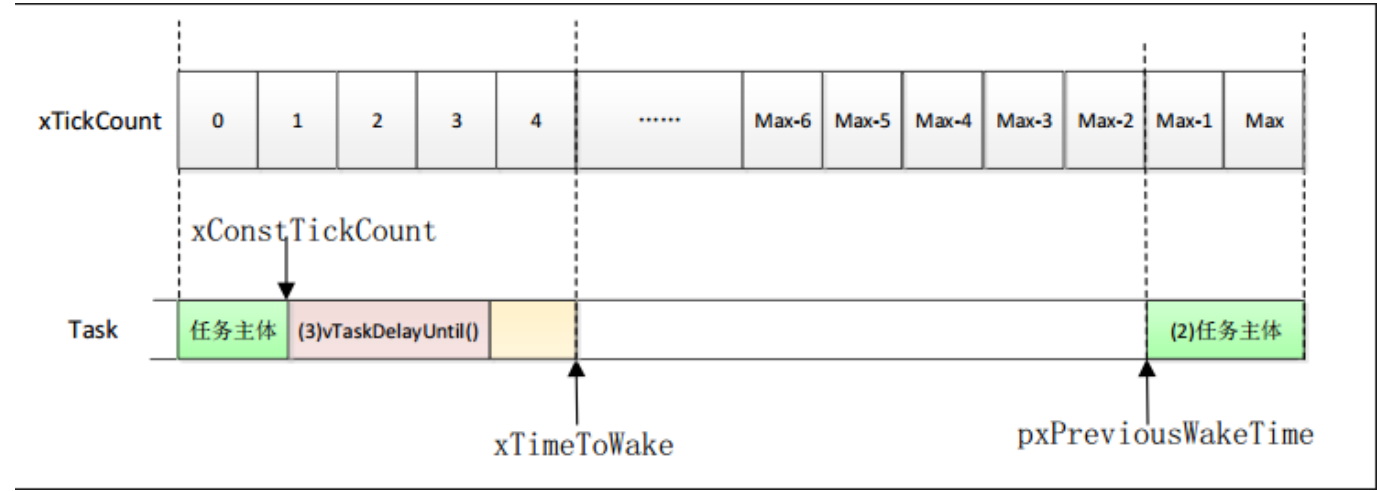 xTickCount 0 1 2 3 4 …… Max-6 Max-5 Max-4 Max-3 Max-2 Max-1 Max
xConstTickCount
Task 任务主体 (3)vTaskDelayUntil() (2)任务主体
xTimeToWake pxPreviousWakeTime